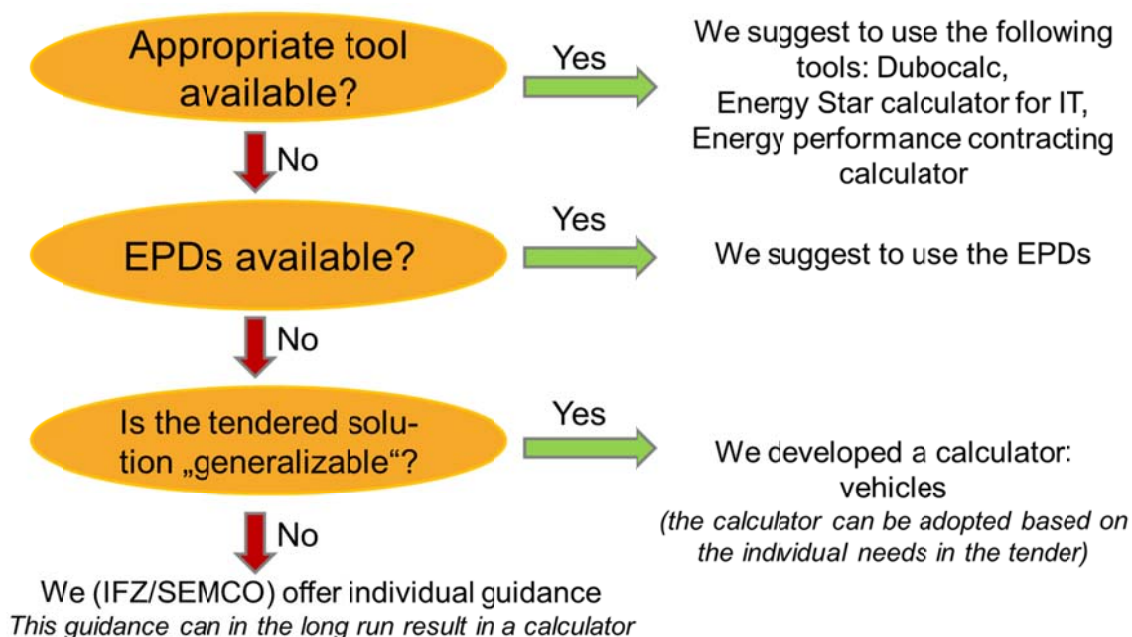 Appropriate tool
available?
Yes
We suggest to use the following
tools: Dubocalc,
Energy Star calculator for IT,
Energy performance contracting
calculator
No
EPDs available?
Yes
We suggest to use the EPDs
No
Is the tendered solu-
tion „generalizable“?
Yes
We developed a calculator:
vehicles
(the calculator can be adopted based on
the individual needs in the tender)
No
We (IFZ/SEMCO) offer individual guidance
This guidance can in the long run result in a calculator